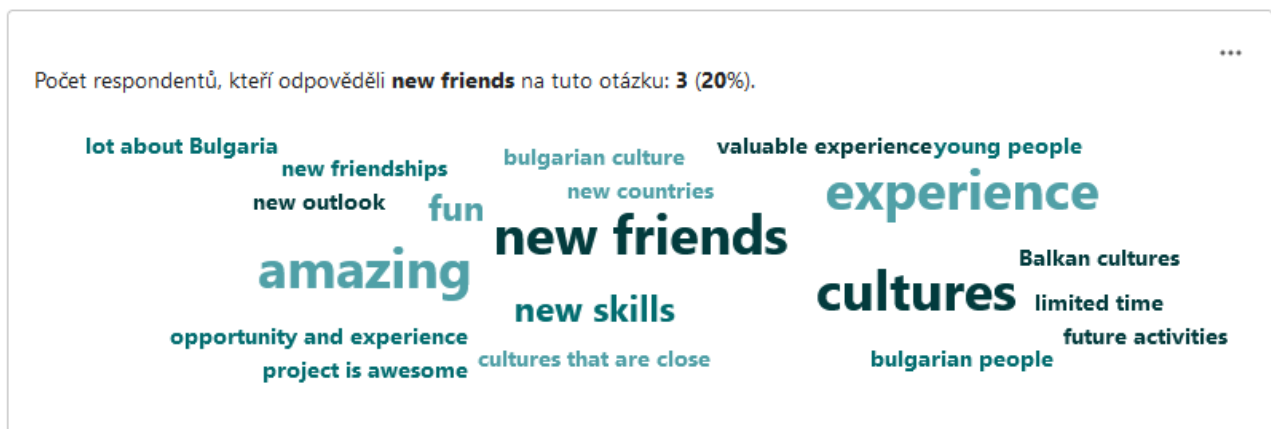 Počet respondentů, kteří odpověděli new friends na tuto otázku: 3 (20%).
lot about Bulgaria
valuable experience
young people
bulgarian culture
new friendships
new countries
experience
new outlook
fun
new friends
Balkan cultures
amazing
cultures
limited time
new skills
opportunity and experience
future activities
cultures that are close
bulgarian people
project is awesome